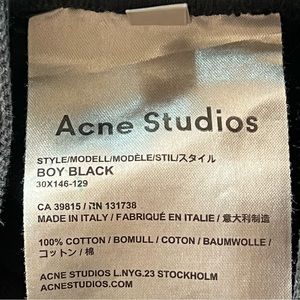 Acne Studios
STYLE/MODELL/MODÈLE/STIL/スタイル
BOY BLACK
30X146-129
CA 39815 / RN 131738
MADE IN ITALY / FABRIQUÉ EN ITALIE / 意大利制造
100% COTTON / BOMULL / COTON / BAUMWOLLE /
コットン / 棉
ACNE STUDIOS L.NYG.23 STOCKHOLM
ACNESTUDIOS.COM